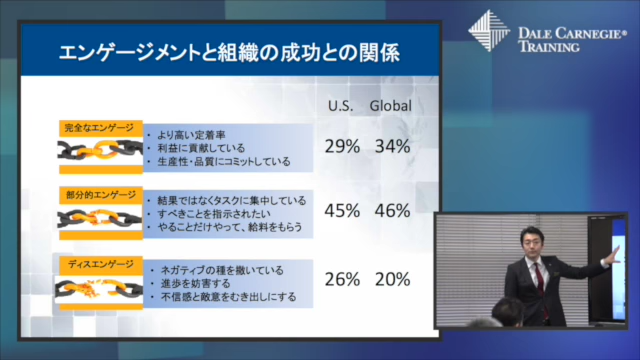 DALE CARNEGIE®
TRAINING
エンゲージメントと組織の成功との関係
U.S. Global
完全なエンゲージ
・ より高い定着率
・ 利益に貢献している
・ 生産性・品質にコミットしている
29% 34%
部分的エンゲージ
・ 結果ではなくタスクに集中している
・ すべきことを指示されたい
・ やることだけやって、給料をもらう
45% 46%
ディスエンゲージ
・ ネガティブの種を撒いている
・ 進歩を妨害する
・ 不信感と敵意をむき出しにする
26% 20%